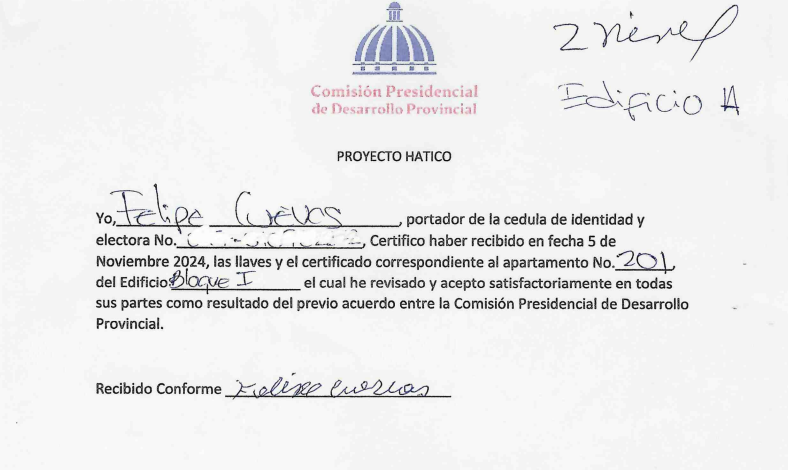 2 nivel
Edificio A
Comisión Presidencial
de Desarrollo Provincial
PROYECTO HATICO
Yo, Felipe Cuevas, portador de la cedula de identidad y
electora No. , Certifico haber recibido en fecha 5 de
Noviembre 2024, las llaves y el certificado correspondiente al apartamento No. 201,
del Edificio Bloque I el cual he revisado y acepto satisfactoriamente en todas
sus partes como resultado del previo acuerdo entre la Comisión Presidencial de Desarrollo
Provincial.
Recibido Conforme Felipe Cuevas